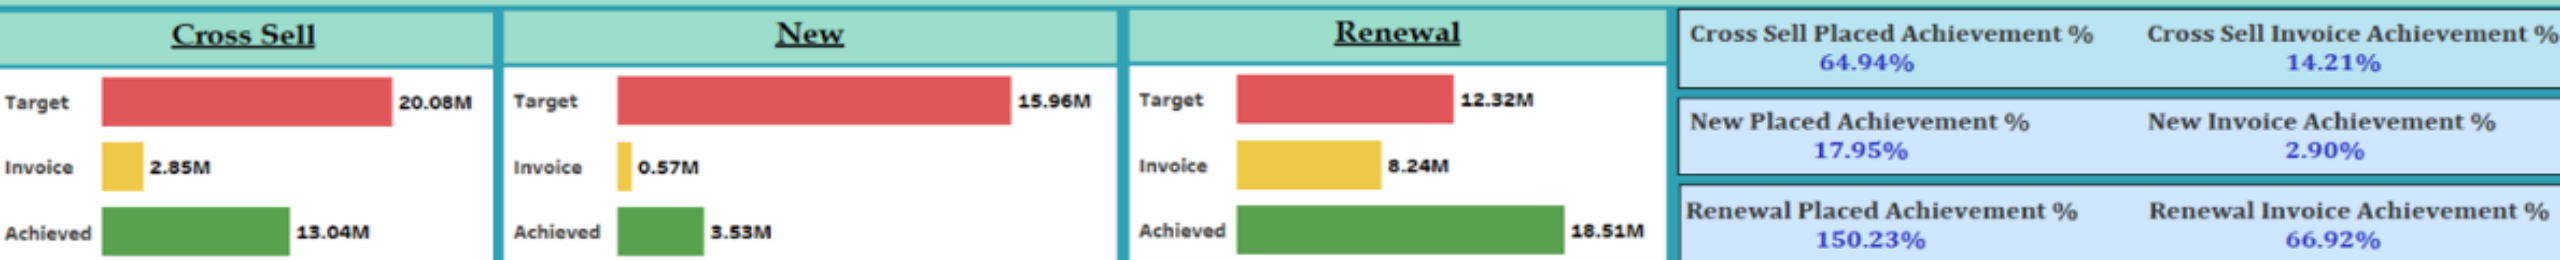 Cross Sell
Target 20.08M
Invoice 2.85M
Achieved 13.04M
New
Target 15.96M
Invoice 0.57M
Achieved 3.53M
Renewal
Target 12.32M
Invoice 8.24M
Achieved 18.51M
Cross Sell Placed Achievement %
64.94%
Cross Sell Invoice Achievement %
14.21%
New Placed Achievement %
17.95%
New Invoice Achievement %
2.90%
Renewal Placed Achievement %
150.23%
Renewal Invoice Achievement %
66.92%